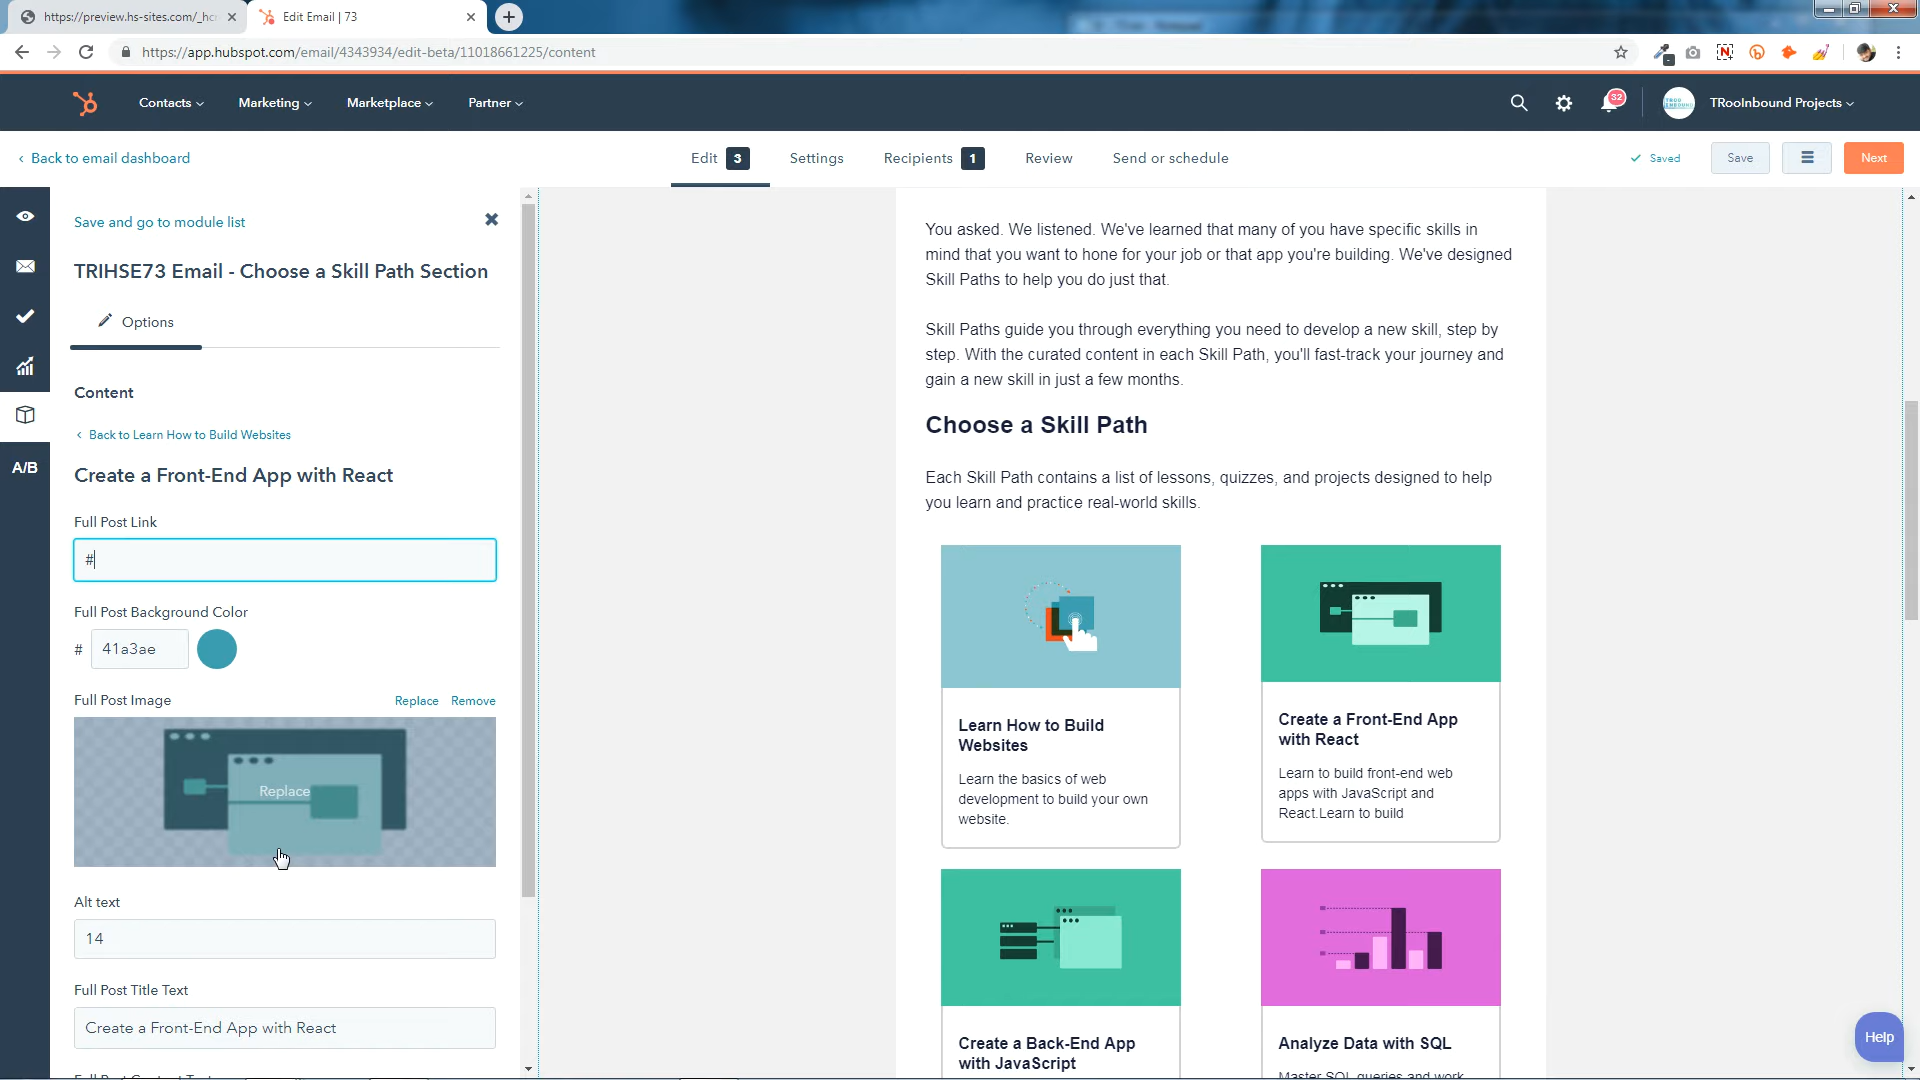 https://preview.hs-sites.com/_hcm
Edit Email | 73
https://app.hubspot.com/email/4343934/edit-beta/11018661225/content
Contacts
Marketing
Marketplace
Partner
32
TRooInbound Projects
Back to email dashboard
Edit 3
Settings
Recipients 1
Review
Send or schedule
Saved
Save
Next
Save and go to module list
TRIHSE73 Email - Choose a Skill Path Section
Options
Content
Back to Learn How to Build Websites
Create a Front-End App with React
Full Post Link
#
Full Post Background Color
# 41a3ae
Full Post Image
Replace Remove
Replace
Alt text
14
Full Post Title Text
Create a Front-End App with React
A/B
You asked. We listened. We've learned that many of you have specific skills in
mind that you want to hone for your job or that app you're building. We've designed
Skill Paths to help you do just that.
Skill Paths guide you through everything you need to develop a new skill, step by
step. With the curated content in each Skill Path, you'll fast-track your journey and
gain a new skill in just a few months.
Choose a Skill Path
Each Skill Path contains a list of lessons, quizzes, and projects designed to help
you learn and practice real-world skills.
Learn How to Build
Websites
Learn the basics of web
development to build your own
website.
Create a Front-End App
with React
Learn to build front-end web
apps with JavaScript and
React.Learn to build
Create a Back-End App
with JavaScript
Analyze Data with SQL
Master SQL queries and work
Help